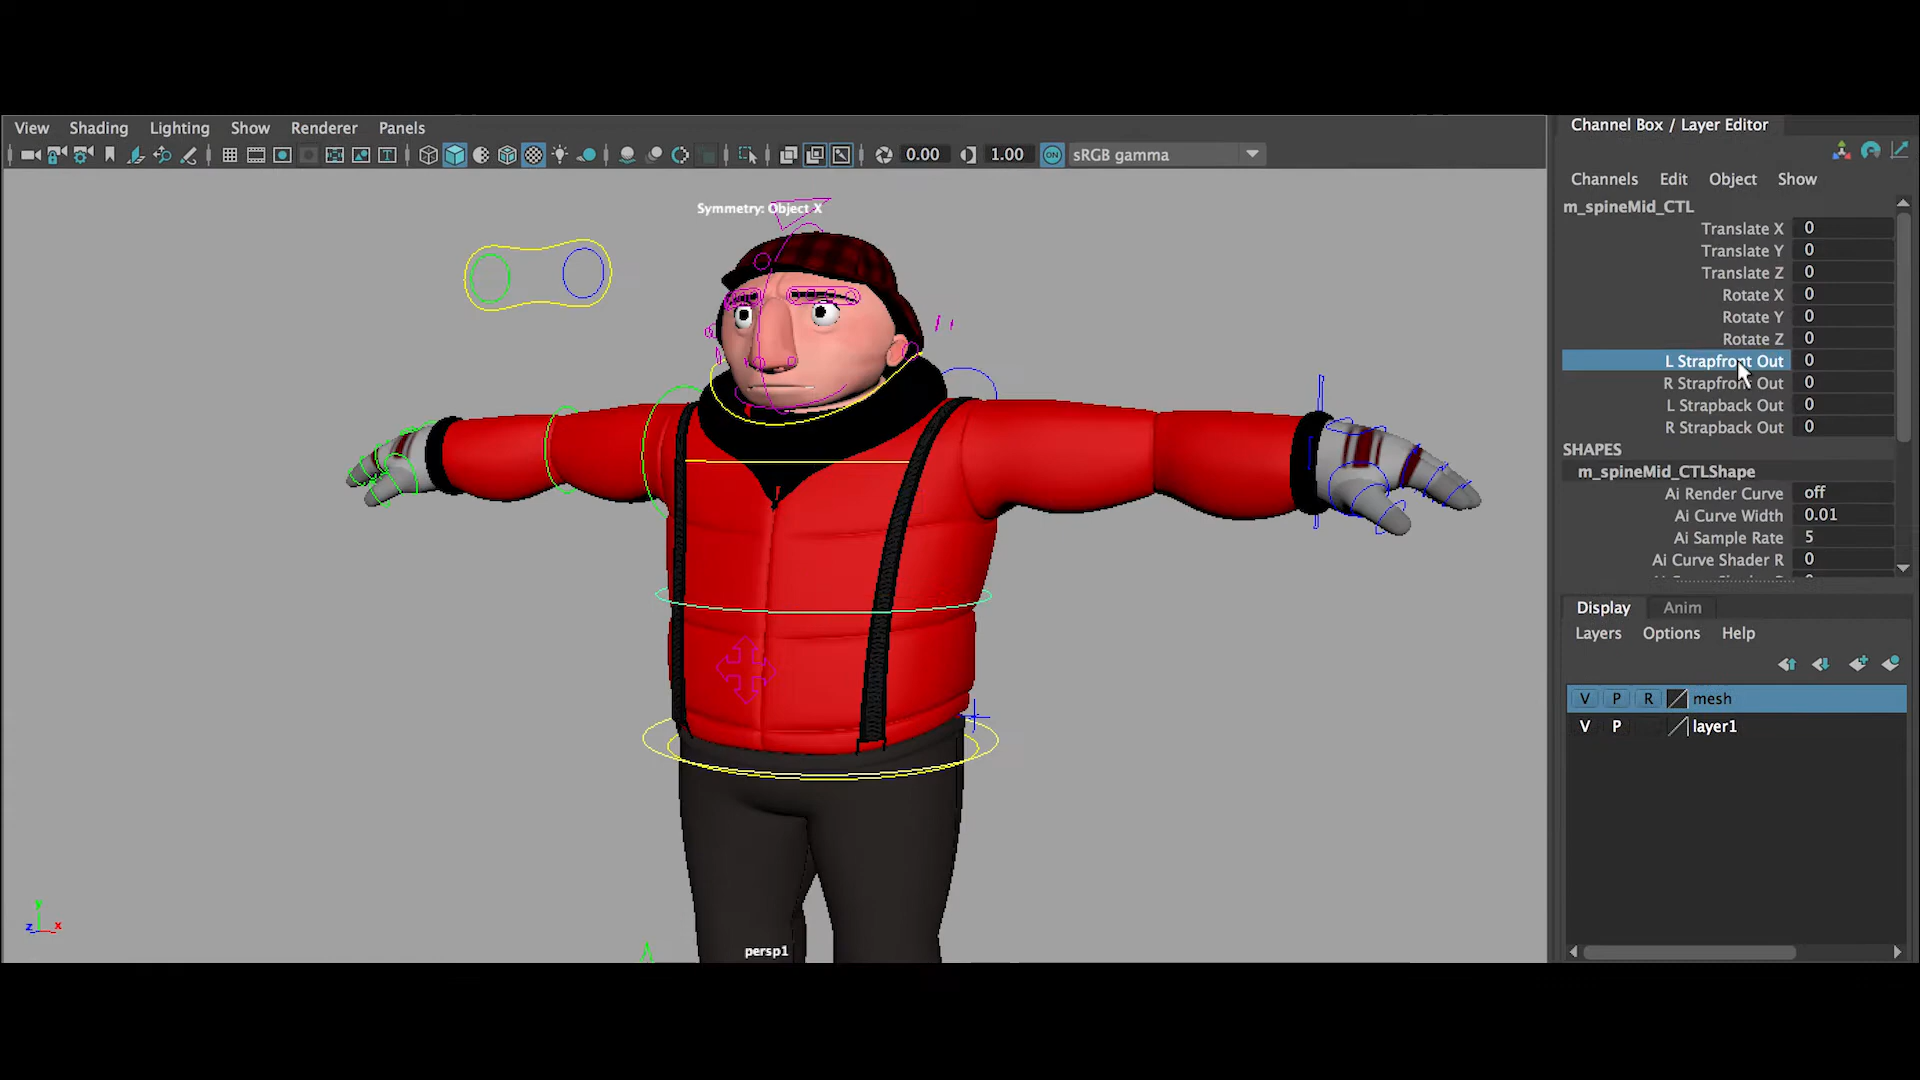 View Shading Lighting Show Renderer Panels
0.00 1.00 ON sRGB gamma
Symmetry: Object X
persp1
y
z x
Channel Box / Layer Editor
Channels Edit Object Show
m_spineMid_CTL
Translate X 0
Translate Y 0
Translate Z 0
Rotate X 0
Rotate Y 0
Rotate Z 0
L Strapfront Out 0
R Strapfront Out 0
L Strapback Out 0
R Strapback Out 0
SHAPES
m_spineMid_CTLShape
Ai Render Curve off
Ai Curve Width 0.01
Ai Sample Rate 5
Ai Curve Shader R 0
Display Anim
Layers Options Help
V P R mesh
V P layer1